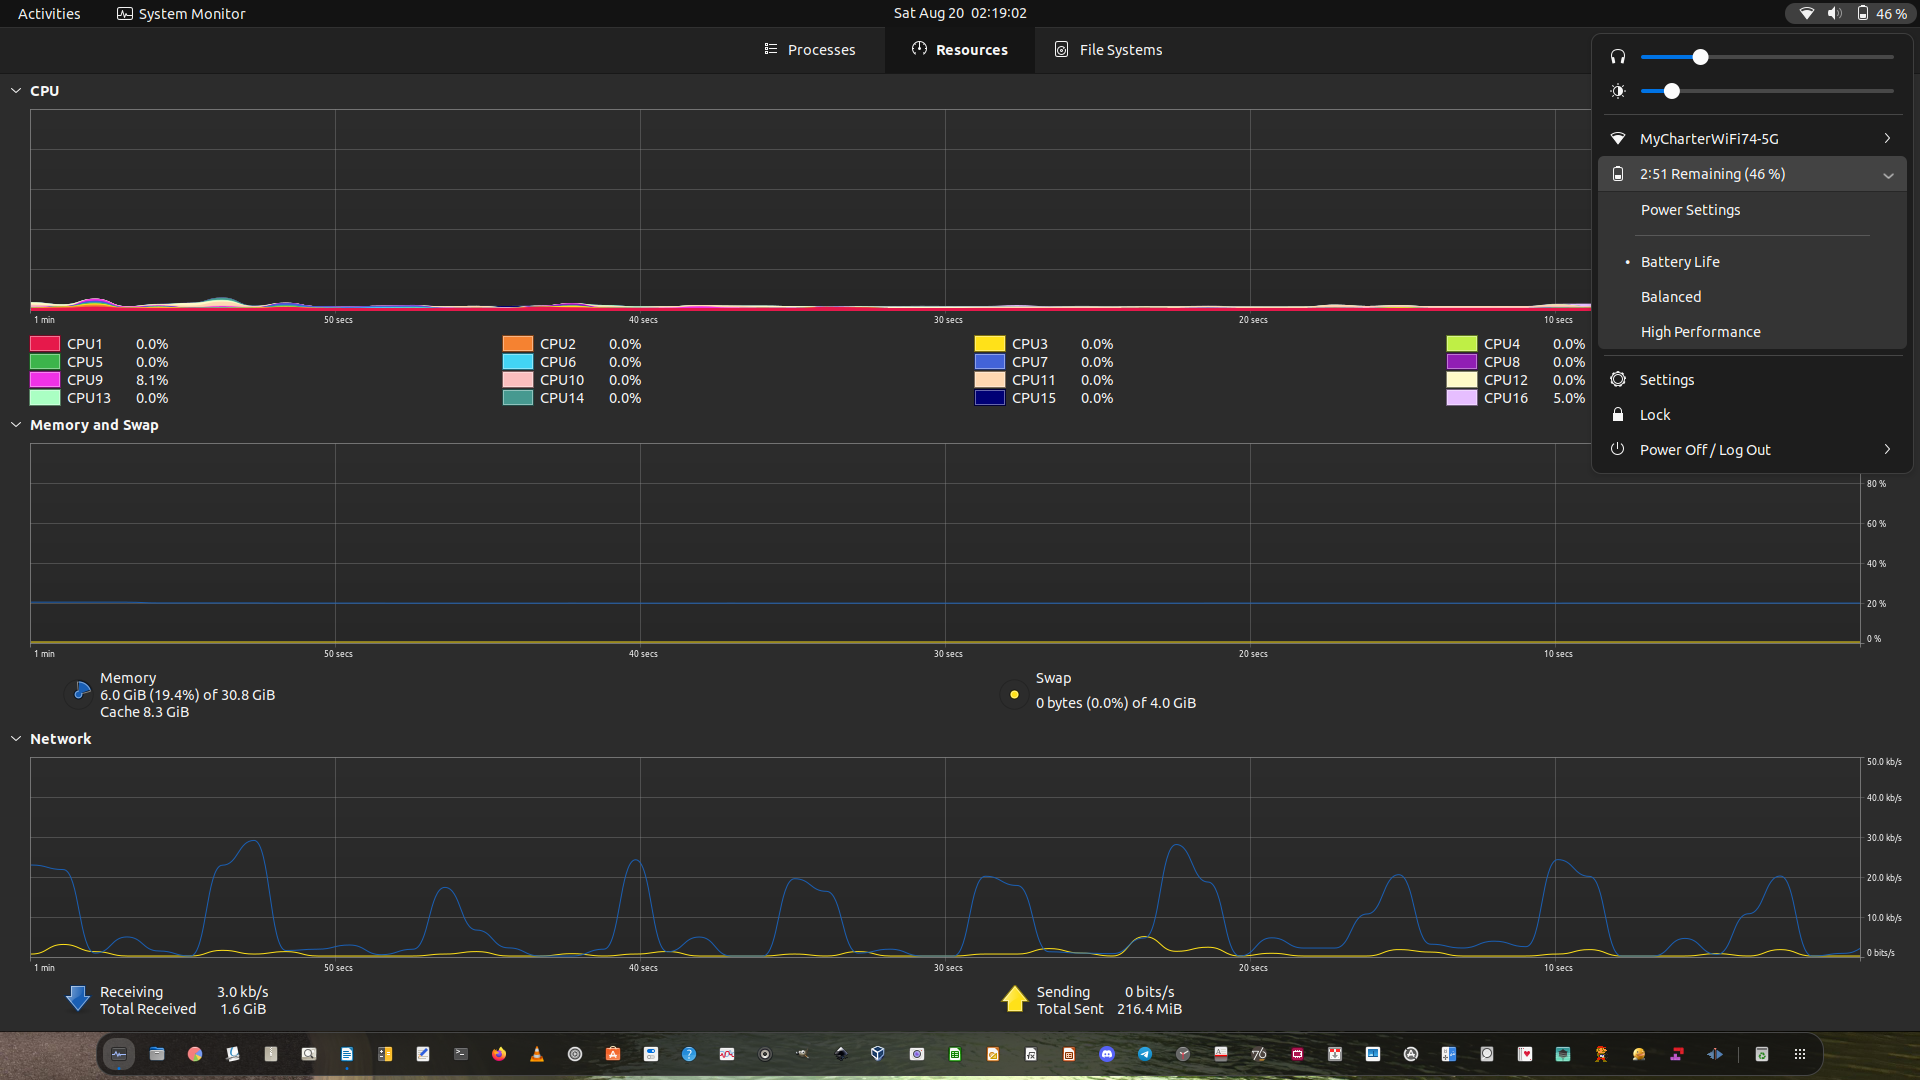 Activities
System Monitor
Sat Aug 20 02:19:02
46 %
Processes
Resources
File Systems
CPU
1 min
50 secs
40 secs
30 secs
20 secs
10 secs
CPU1 0.0%
CPU2 0.0%
CPU3 0.0%
CPU4 0.0%
CPU5 0.0%
CPU6 0.0%
CPU7 0.0%
CPU8 0.0%
CPU9 8.1%
CPU10 0.0%
CPU11 0.0%
CPU12 0.0%
CPU13 0.0%
CPU14 0.0%
CPU15 0.0%
CPU16 5.0%
MyCharterWiFi74-5G
2:51 Remaining (46 %)
Power Settings
Battery Life
Balanced
High Performance
Settings
Lock
Power Off / Log Out
Memory and Swap
80 %
60 %
40 %
20 %
0 %
1 min
50 secs
40 secs
30 secs
20 secs
10 secs
Memory
6.0 GiB (19.4%) of 30.8 GiB
Cache 8.3 GiB
Swap
0 bytes (0.0%) of 4.0 GiB
Network
50.0 kb/s
40.0 kb/s
30.0 kb/s
20.0 kb/s
10.0 kb/s
0 bits/s
1 min
50 secs
40 secs
30 secs
20 secs
10 secs
Receiving 3.0 kb/s
Total Received 1.6 GiB
Sending 0 bits/s
Total Sent 216.4 MiB
76